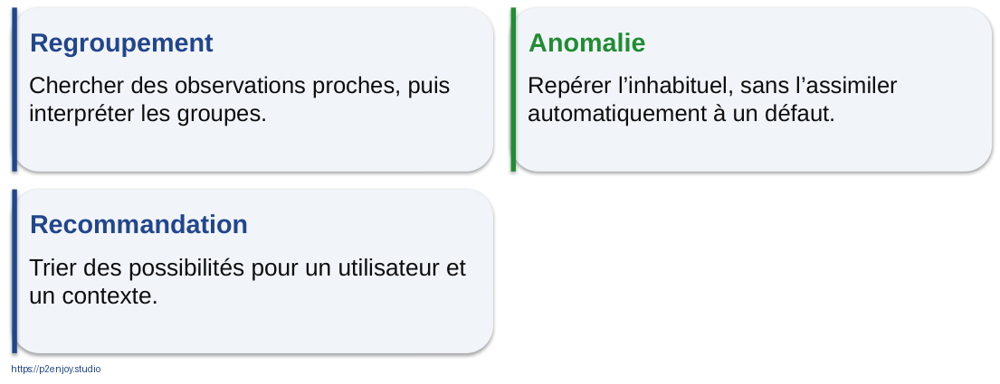 Regroupement
Chercher des observations proches, puis
interpréter les groupes.
Anomalie
Repérer l’inhabituel, sans l’assimiler
automatiquement à un défaut.
Recommandation
Trier des possibilités pour un utilisateur et
un contexte.
https://p2enjoy.studio